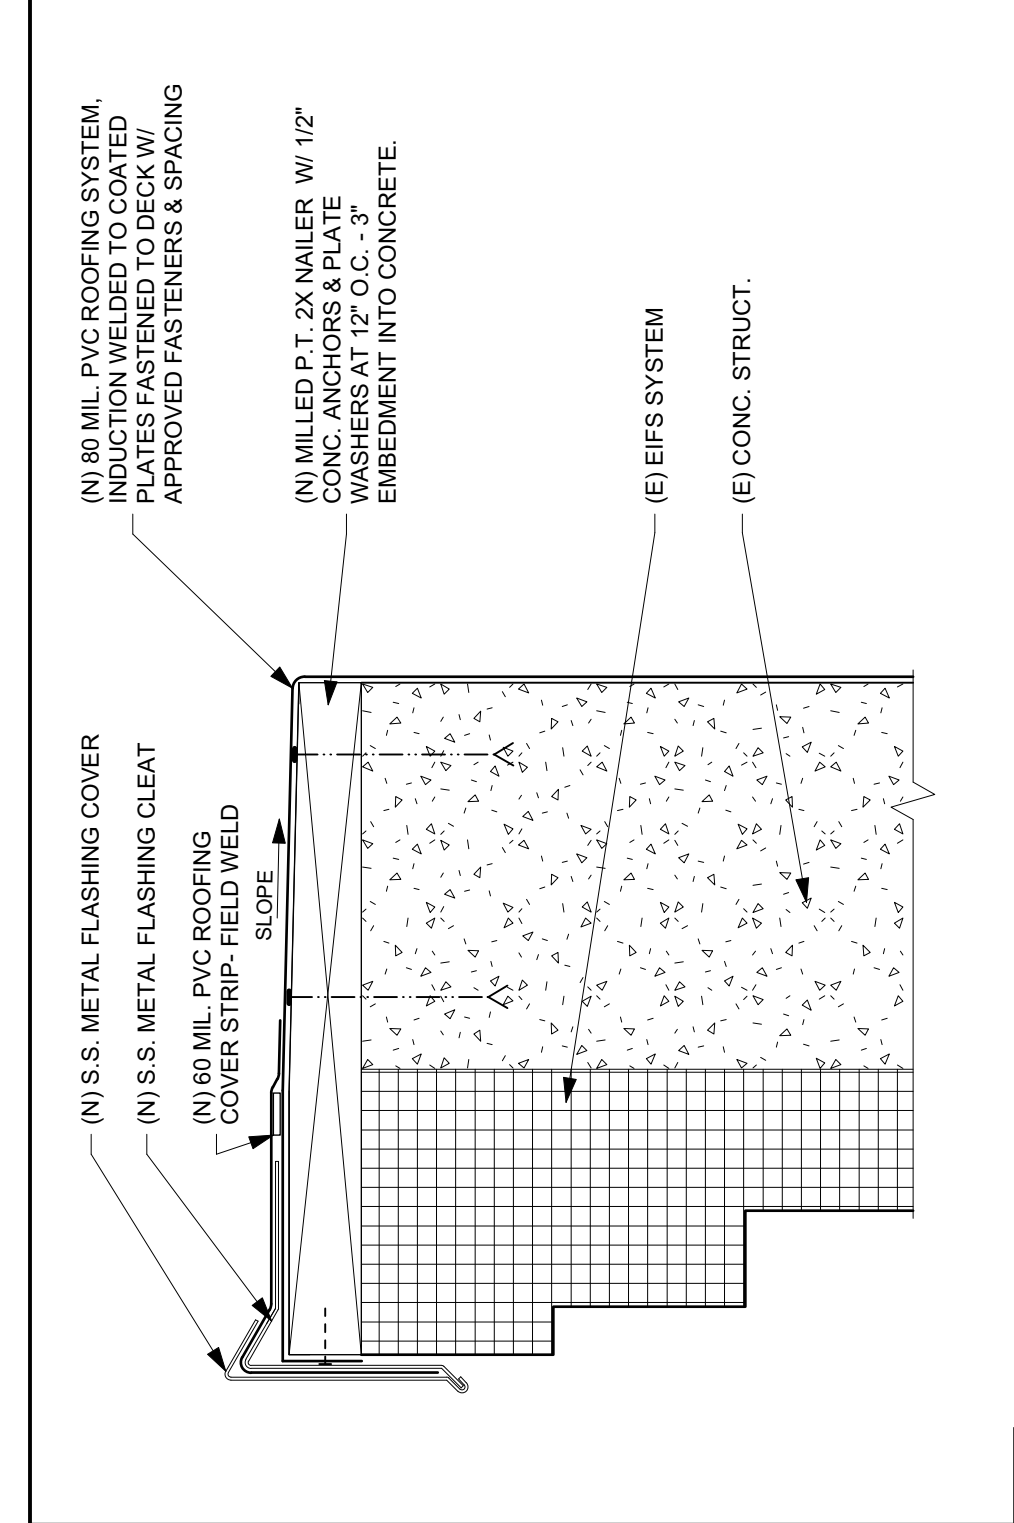 (N) 80 MIL. PVC ROOFING SYSTEM,
INDUCTION WELDED TO COATED
PLATES FASTENED TO DECK W/
APPROVED FASTENERS & SPACING
(N) MILLED P.T. 2X NAILER W/ 1/2"
CONC. ANCHORS & PLATE
WASHERS AT 12" O.C. - 3"
EMBEDMENT INTO CONCRETE.
(E) EIFS SYSTEM
(E) CONC. STRUCT.
(N) S.S. METAL FLASHING COVER
(N) S.S. METAL FLASHING CLEAT
(N) 60 MIL. PVC ROOFING
COVER STRIP- FIELD WELD
SLOPE